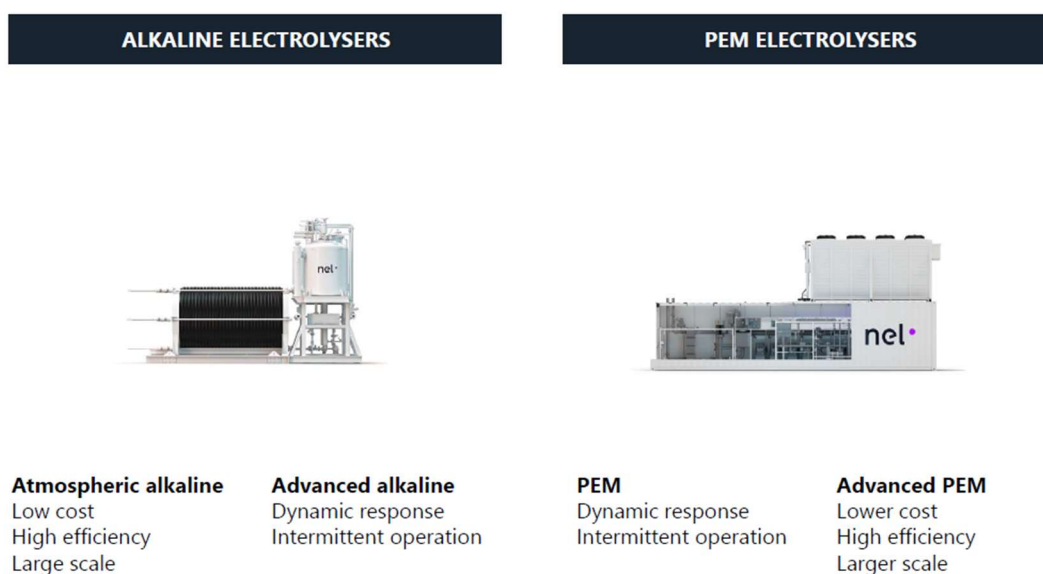 ALKALINE ELECTROLYSERS
PEM ELECTROLYSERS
nel
nel
Atmospheric alkaline
Low cost
High efficiency
Large scale
Advanced alkaline
Dynamic response
Intermittent operation
PEM
Dynamic response
Intermittent operation
Advanced PEM
Lower cost
High efficiency
Larger scale